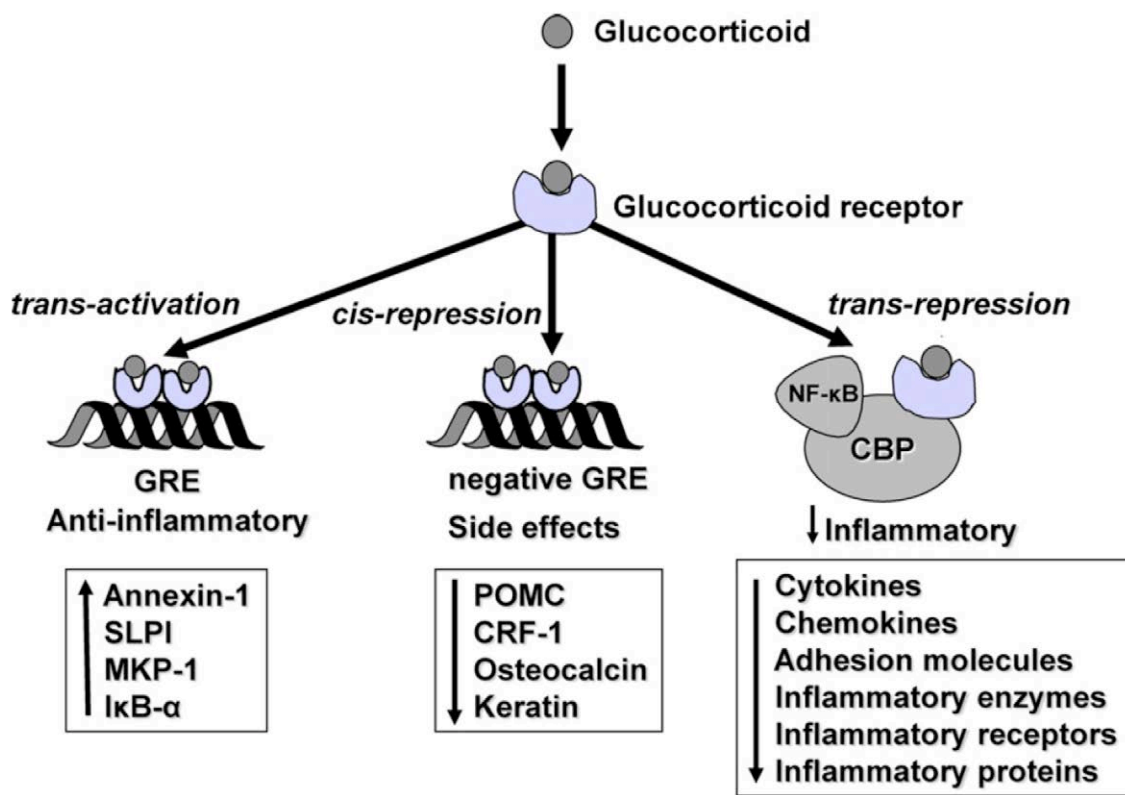 Glucocorticoid
Glucocorticoid receptor
trans-activation
cis-repression
trans-repression
GRE
Anti-inflammatory
Annexin-1
SLPI
MKP-1
IκB-α
negative GRE
Side effects
POMC
CRF-1
Osteocalcin
Keratin
NF-κB
CBP
Inflammatory
Cytokines
Chemokines
Adhesion molecules
Inflammatory enzymes
Inflammatory receptors
Inflammatory proteins